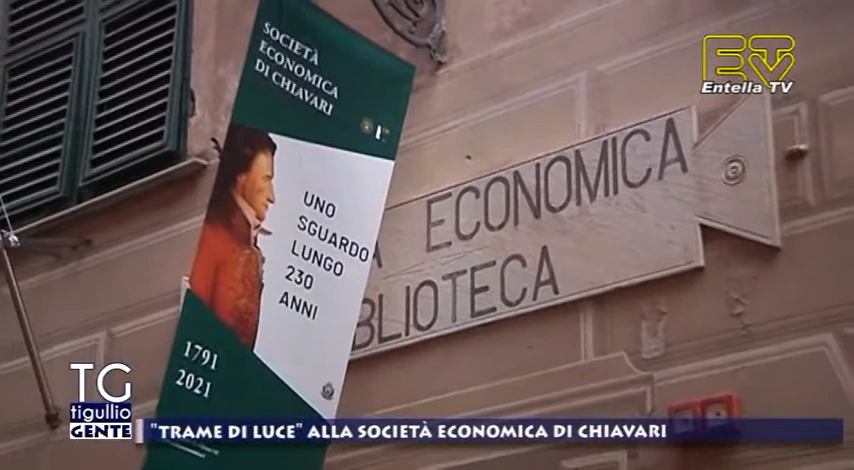 SOCIETÀ
ECONOMICA
DI CHIAVARI
UNO
SGUARDO
LUNGO
230
ANNI
1791
2021
ECONOMICA
BLIOTECA
ETV
Entella TV
TG
tigullio
GENTE
"TRAME DI LUCE" ALLA SOCIETÀ ECONOMICA DI CHIAVARI